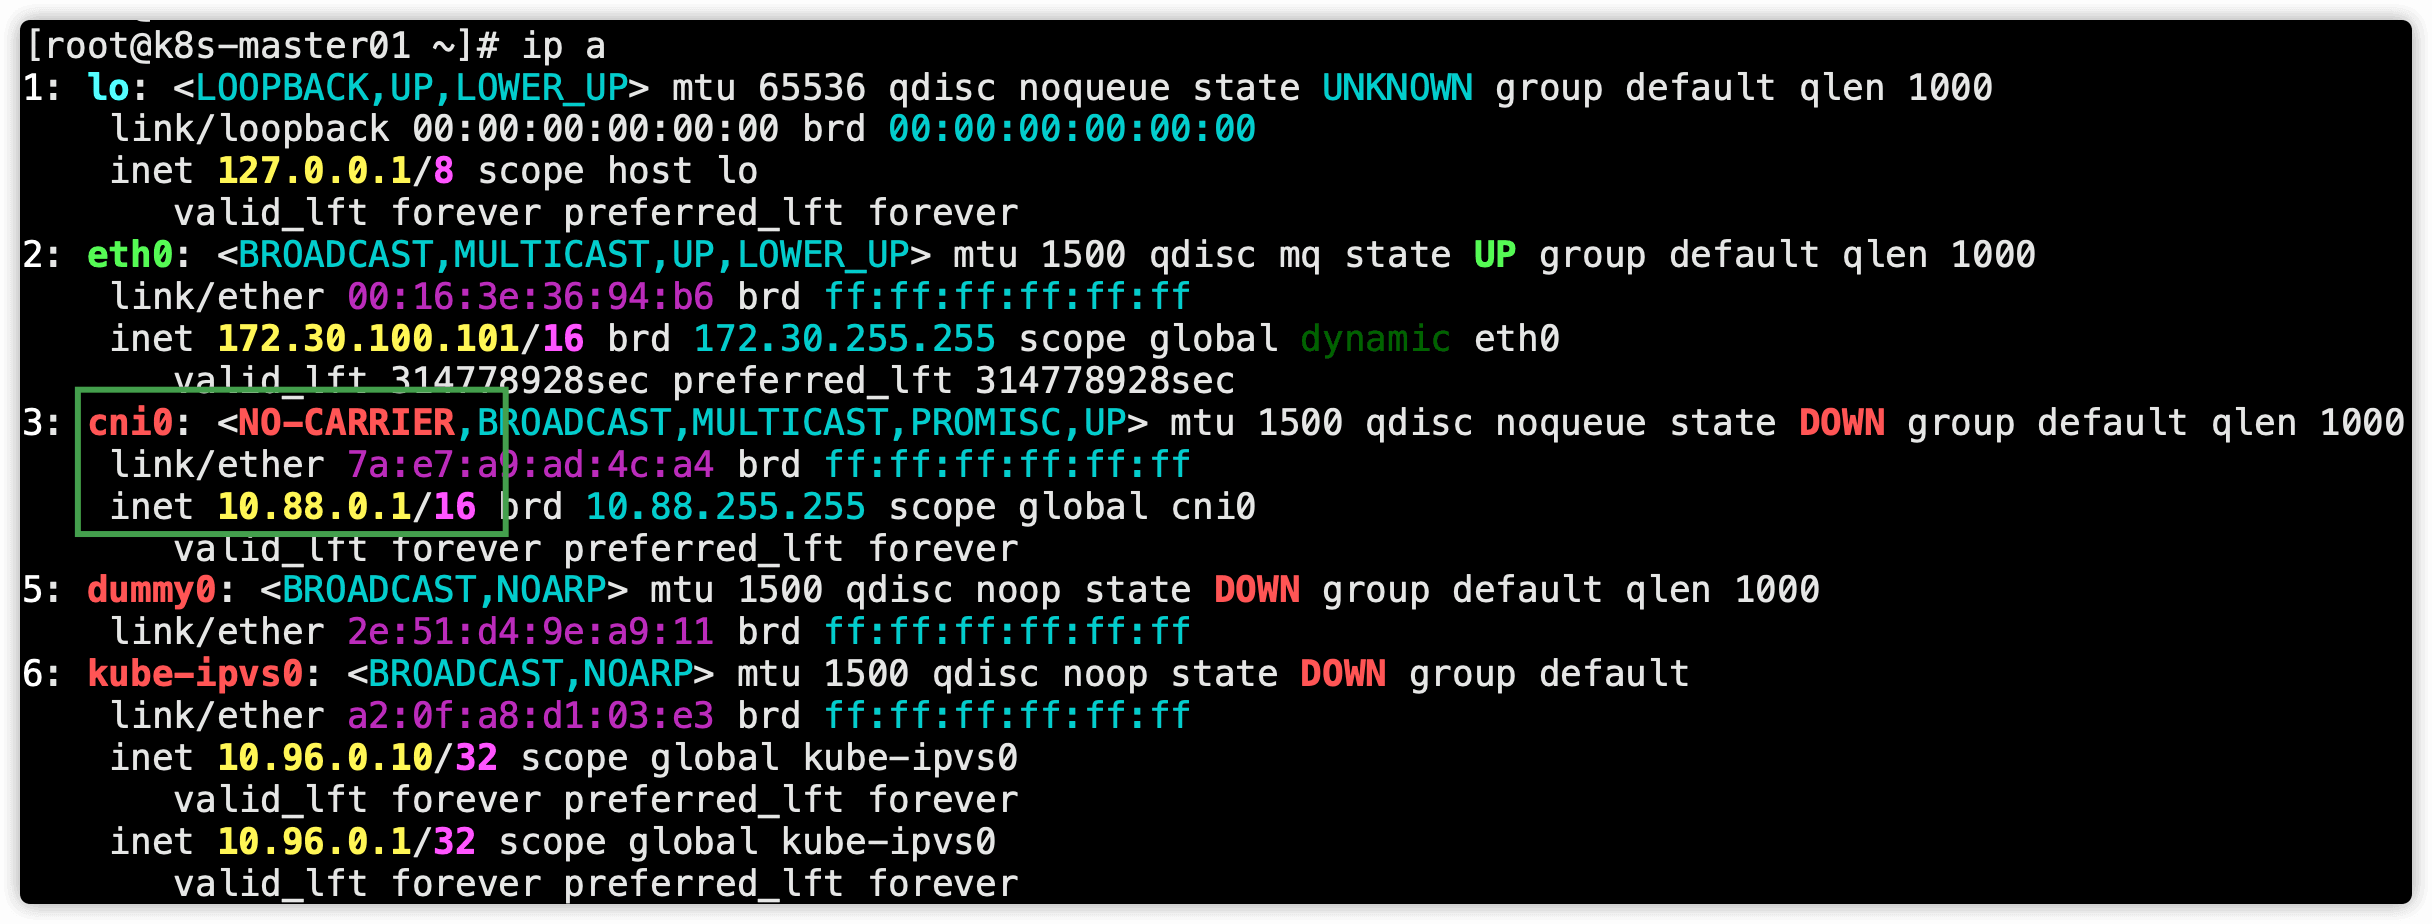 [root@k8s-master01 ~]# ip a
1: lo: <LOOPBACK,UP,LOWER_UP> mtu 65536 qdisc noqueue state UNKNOWN group default qlen 1000
    link/loopback 00:00:00:00:00:00 brd 00:00:00:00:00:00
    inet 127.0.0.1/8 scope host lo
       valid_lft forever preferred_lft forever
2: eth0: <BROADCAST,MULTICAST,UP,LOWER_UP> mtu 1500 qdisc mq state UP group default qlen 1000
    link/ether 00:16:3e:36:94:b6 brd ff:ff:ff:ff:ff:ff
    inet 172.30.100.101/16 brd 172.30.255.255 scope global dynamic eth0
       valid_lft 314778928sec preferred_lft 314778928sec
3: cni0: <NO-CARRIER,BROADCAST,MULTICAST,PROMISC,UP> mtu 1500 qdisc noqueue state DOWN group default qlen 1000
    link/ether 7a:e7:a9:ad:4c:a4 brd ff:ff:ff:ff:ff:ff
    inet 10.88.0.1/16 brd 10.88.255.255 scope global cni0
       valid_lft forever preferred_lft forever
5: dummy0: <BROADCAST,NOARP> mtu 1500 qdisc noop state DOWN group default qlen 1000
    link/ether 2e:51:d4:9e:a9:11 brd ff:ff:ff:ff:ff:ff
6: kube-ipvs0: <BROADCAST,NOARP> mtu 1500 qdisc noop state DOWN group default
    link/ether a2:0f:a8:d1:03:e3 brd ff:ff:ff:ff:ff:ff
    inet 10.96.0.10/32 scope global kube-ipvs0
       valid_lft forever preferred_lft forever
    inet 10.96.0.1/32 scope global kube-ipvs0
       valid_lft forever preferred_lft forever